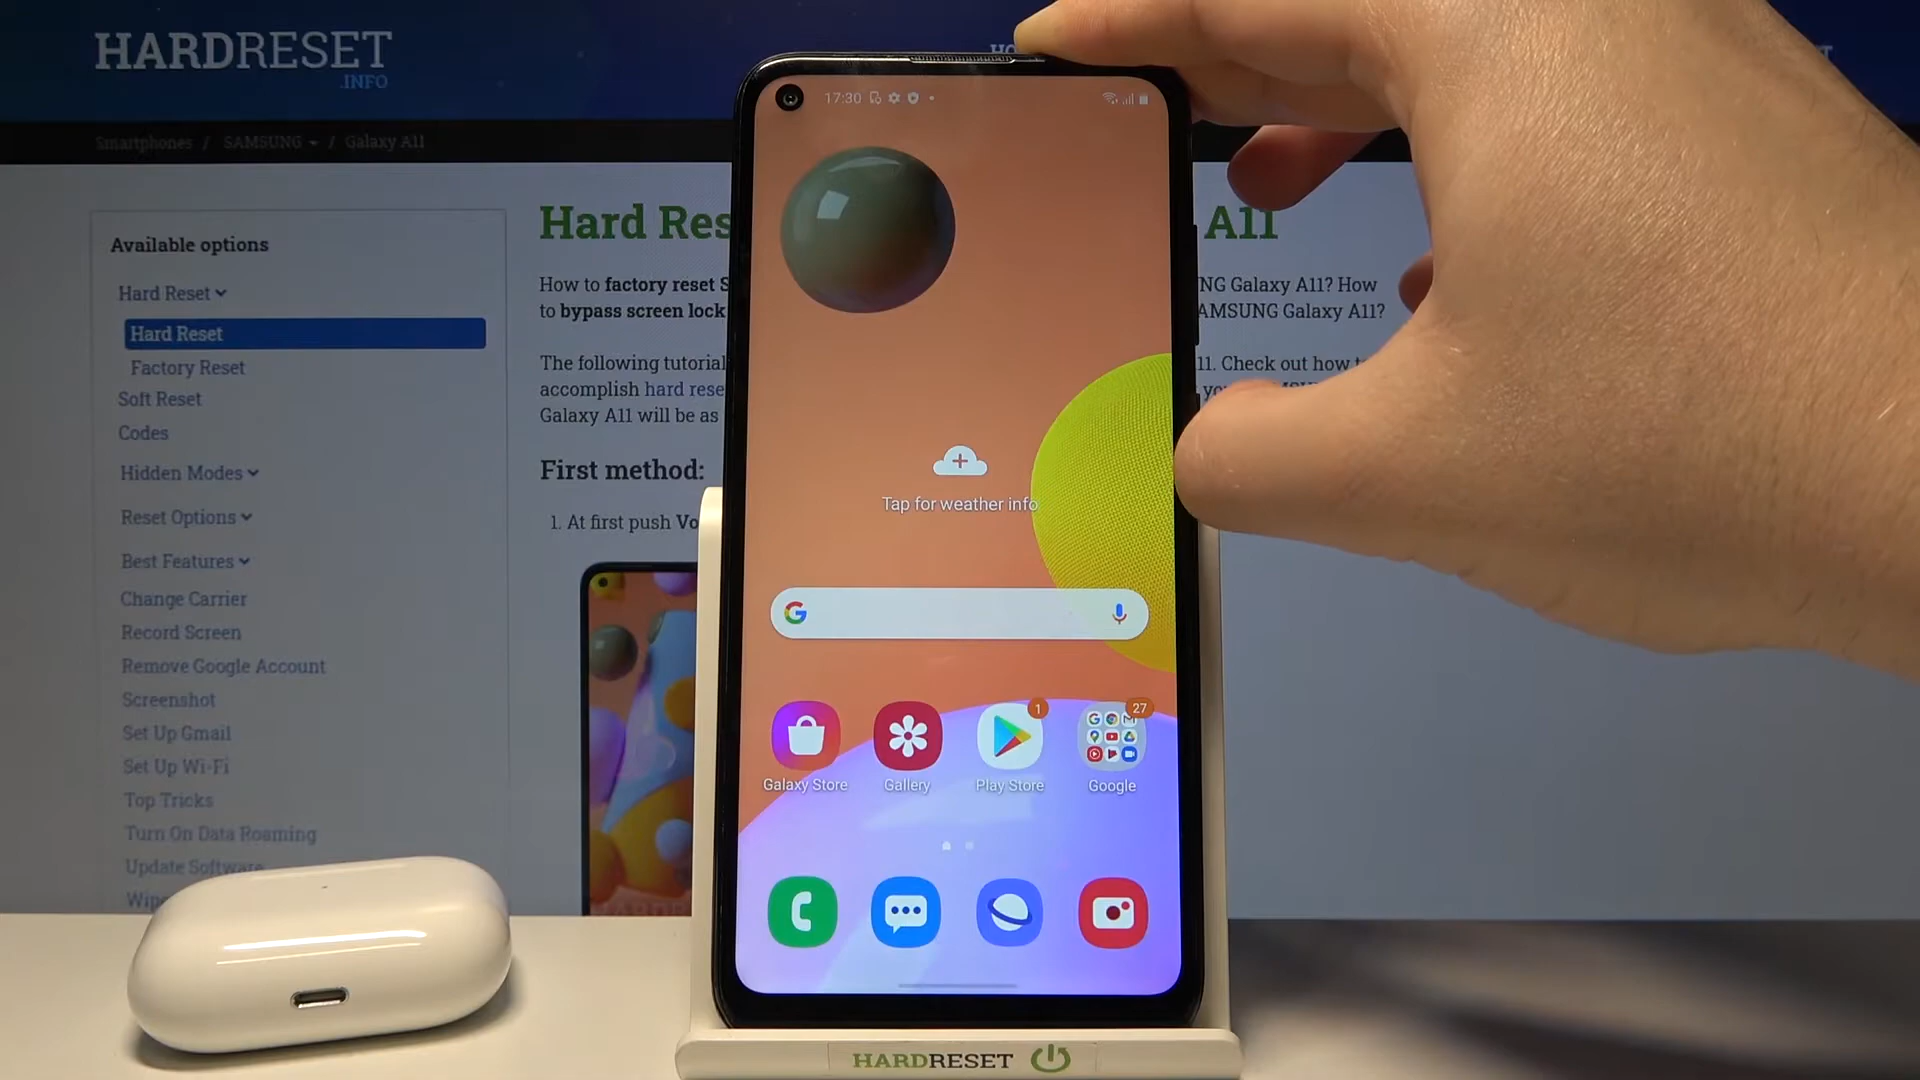 HARDRESET
.INFO
Smartphones / SAMSUNG / Galaxy A11
Available options
Hard Reset
Hard Reset
Factory Reset
Soft Reset
Codes
Hidden Modes
Reset Options
Best Features
Change Carrier
Record Screen
Remove Google Account
Screenshot
Set Up Gmail
Set Up Wi-Fi
Top Tricks
Turn On Data Roaming
Update Software
Hard Res A11
How to factory reset S NG Galaxy A11? How
to bypass screen lock AMSUNG Galaxy A11?
The following tutorial 11. Check out how
accomplish hard rese
Galaxy A11 will be as
First method:
1. At first push Vo
17:30
Tap for weather info
1
27
Galaxy Store
Gallery
Play Store
Google
HARDRESET